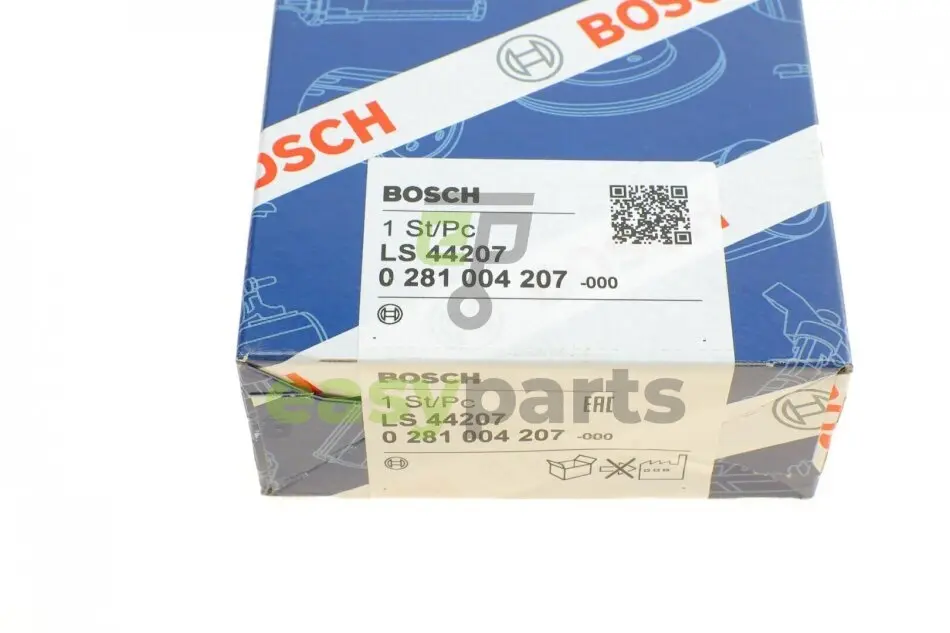 BOSCH
BOSCH
BOSCH
1 St/Pc
LS 44207
0 281 004 207 -000
BOSCH
1 St/Pc
LS 44207
0 281 004 207 -000
EAC
easyparts